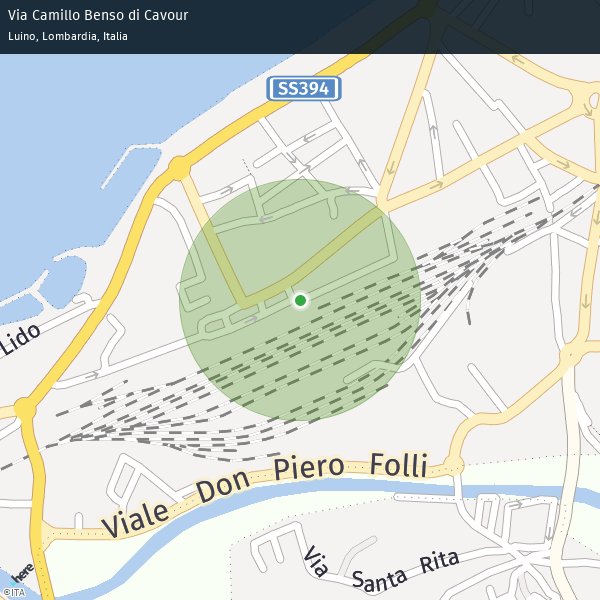 Via Camillo Benso di Cavour
Luino, Lombardia, Italia
SS394
Lido
Viale Don Piero Folli
Via Santa Rita
here
©ITA